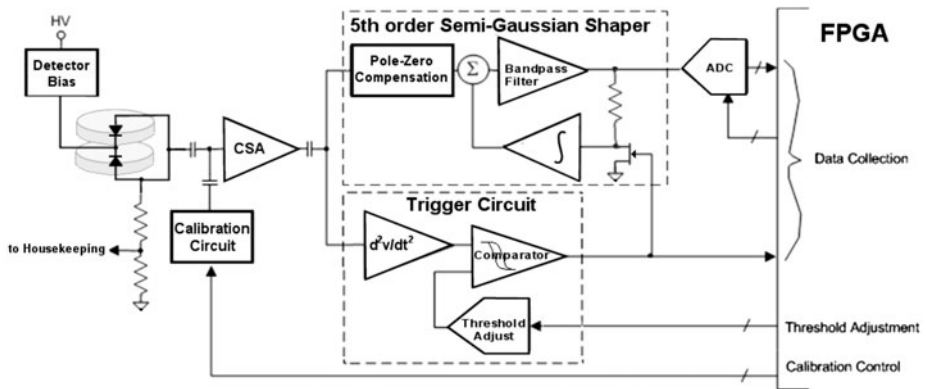 HV
Detector
Bias
to Housekeeping
Calibration
Circuit
CSA
5th order Semi-Gaussian Shaper
Pole-Zero
Compensation
Σ
Bandpass
Filter
∫
Trigger Circuit
d²v/dt²
Comparator
Threshold
Adjust
ADC
FPGA
Data Collection
Threshold Adjustment
Calibration Control